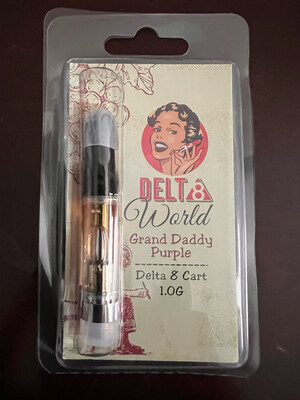 DELTA 8
World
Grand Daddy
Purple
Delta 8 Cart
1.0G